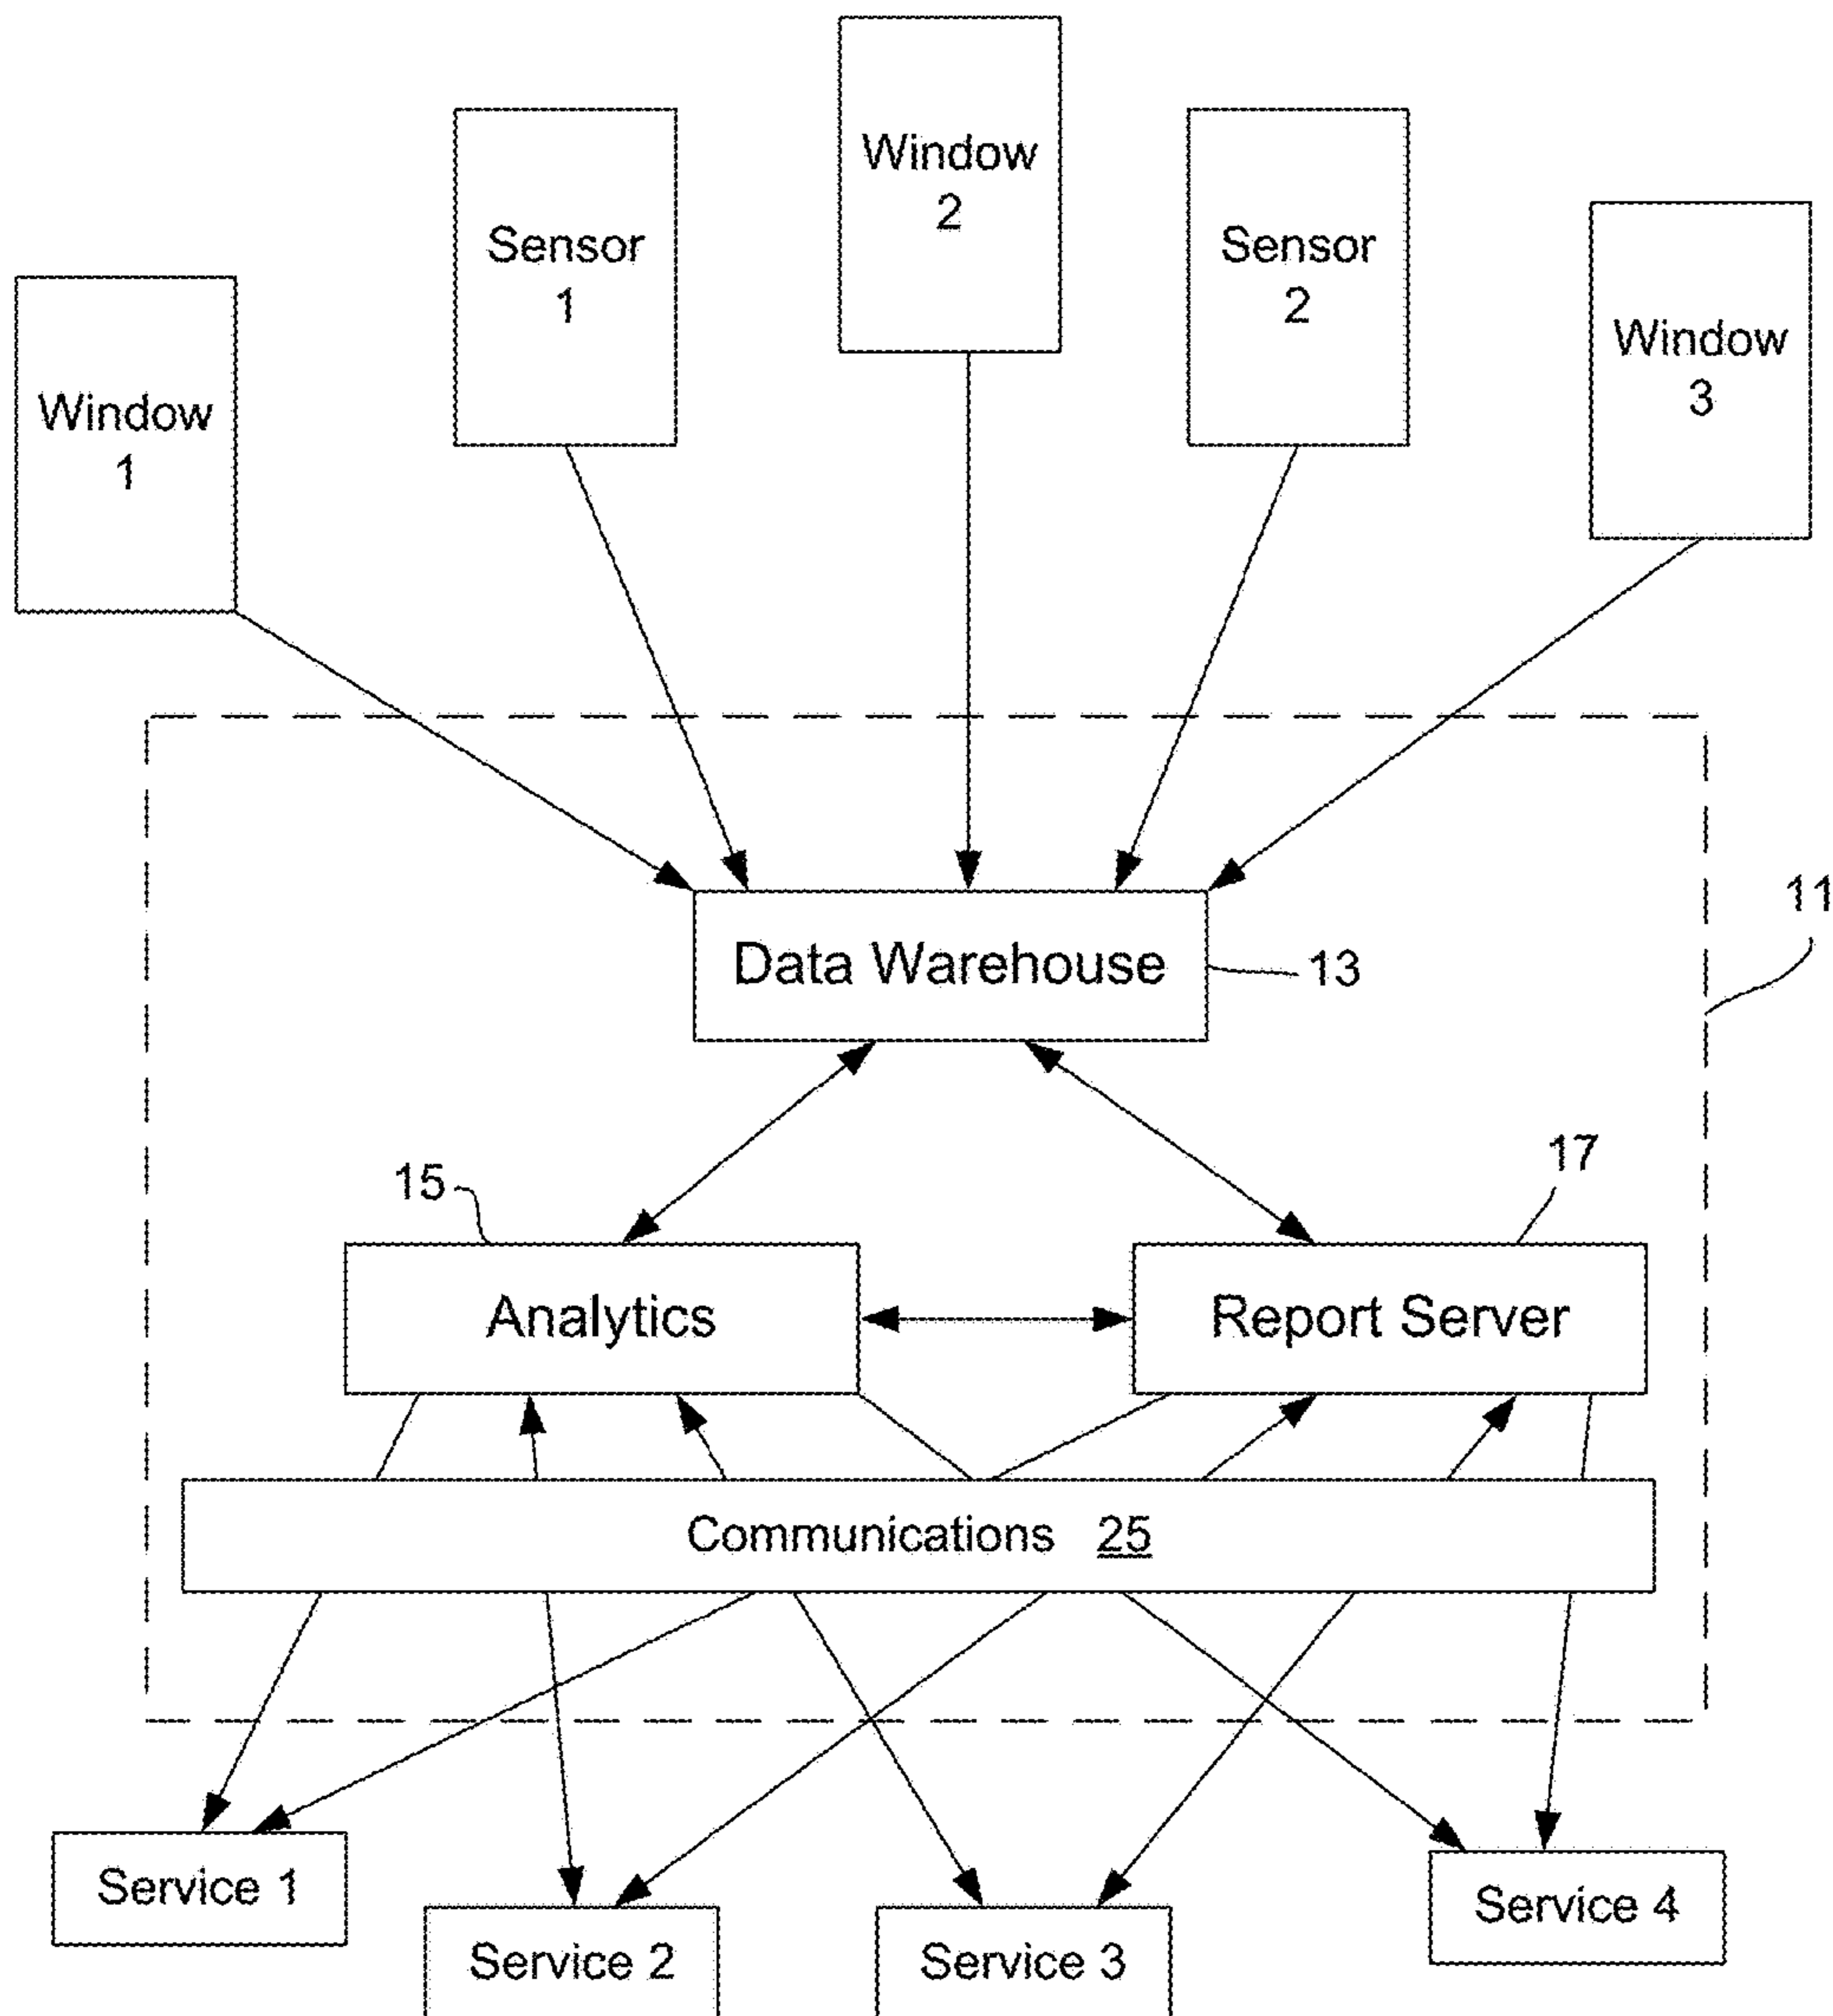 Window
2
Sensor
1
Sensor
2
Window
3
Window
1
11
Data Warehouse
13
15
17
Analytics
Report Server
Communications 25
Service 1
Service 4
Service 2
Service 3